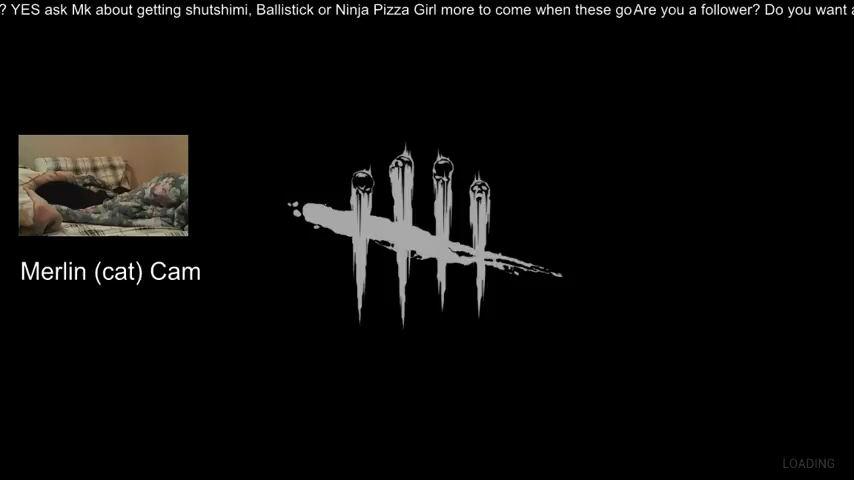 ? YES ask Mk about getting shutshimi, Ballistick or Ninja Pizza Girl more to come when these goAre you a follower? Do you want
Merlin (cat) Cam
LOADING